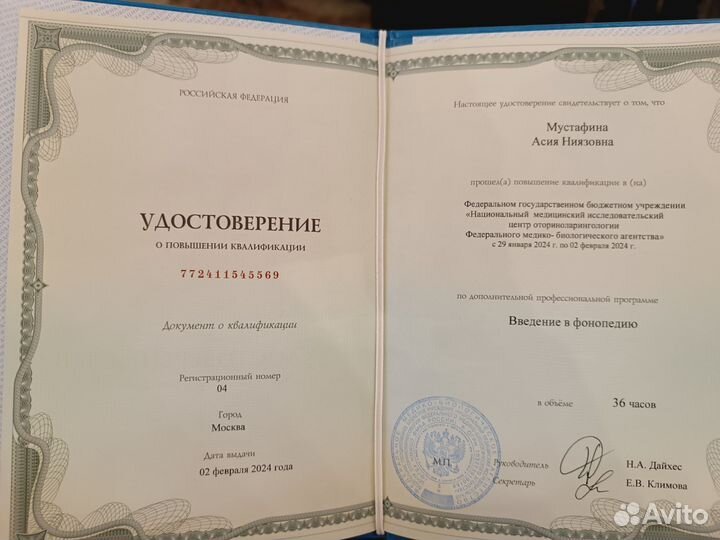 РОССИЙСКАЯ ФЕДЕРАЦИЯ
УДОСТОВЕРЕНИЕ
О ПОВЫШЕНИИ КВАЛИФИКАЦИИ
772411545569
Документ о квалификации
Регистрационный номер
04
Город
Москва
Дата выдачи
02 февраля 2024 года
Настоящее удостоверение свидетельствует о том, что
Мустафина
Асия Ниязовна
прошел(а) повышение квалификации в (на)
Федеральном государственном бюджетном учреждении
«Национальный медицинский исследовательский
центр оториноларингологии
Федерального медико- биологического агентства»
с 29 января 2024 г. по 02 февраля 2024 г.
по дополнительной профессиональной программе
Введение в фонопедию
в объёме 36 часов
М.П.
Руководитель Н.А. Дайхес
Секретарь Е.В. Климова
Avito